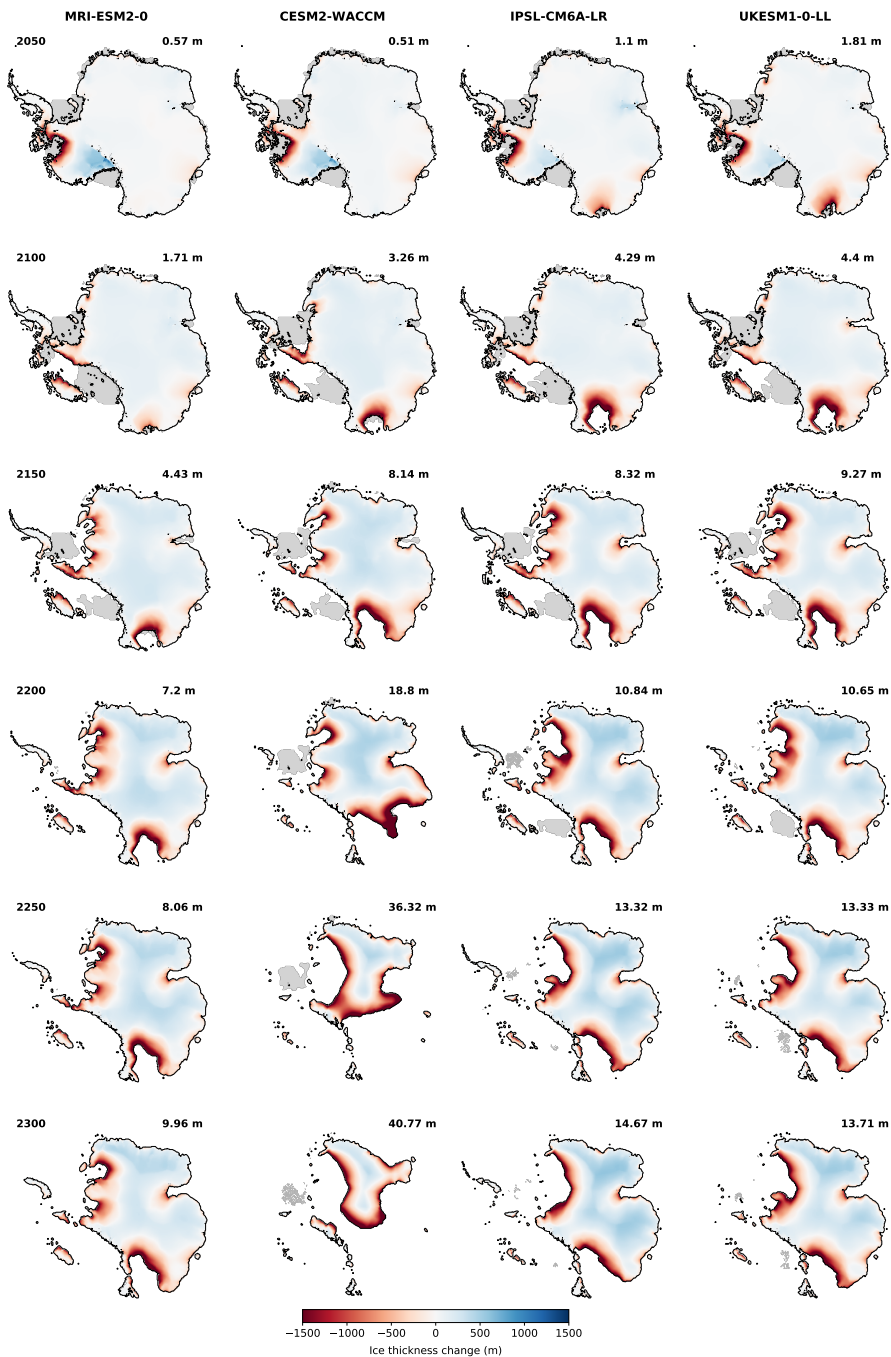 MRI-ESM2-0 CESM2-WACCM IPSL-CM6A-LR UKESM1-0-LL
2050 0.57 m 0.51 m 1.1 m 1.81 m
2100 1.71 m 3.26 m 4.29 m 4.4 m
2150 4.43 m 8.14 m 8.32 m 9.27 m
2200 7.2 m 18.8 m 10.84 m 10.65 m
2250 8.06 m 36.32 m 13.32 m 13.33 m
2300 9.96 m 40.77 m 14.67 m 13.71 m
−1500 −1000 −500 0 500 1000 1500
Ice thickness change (m)